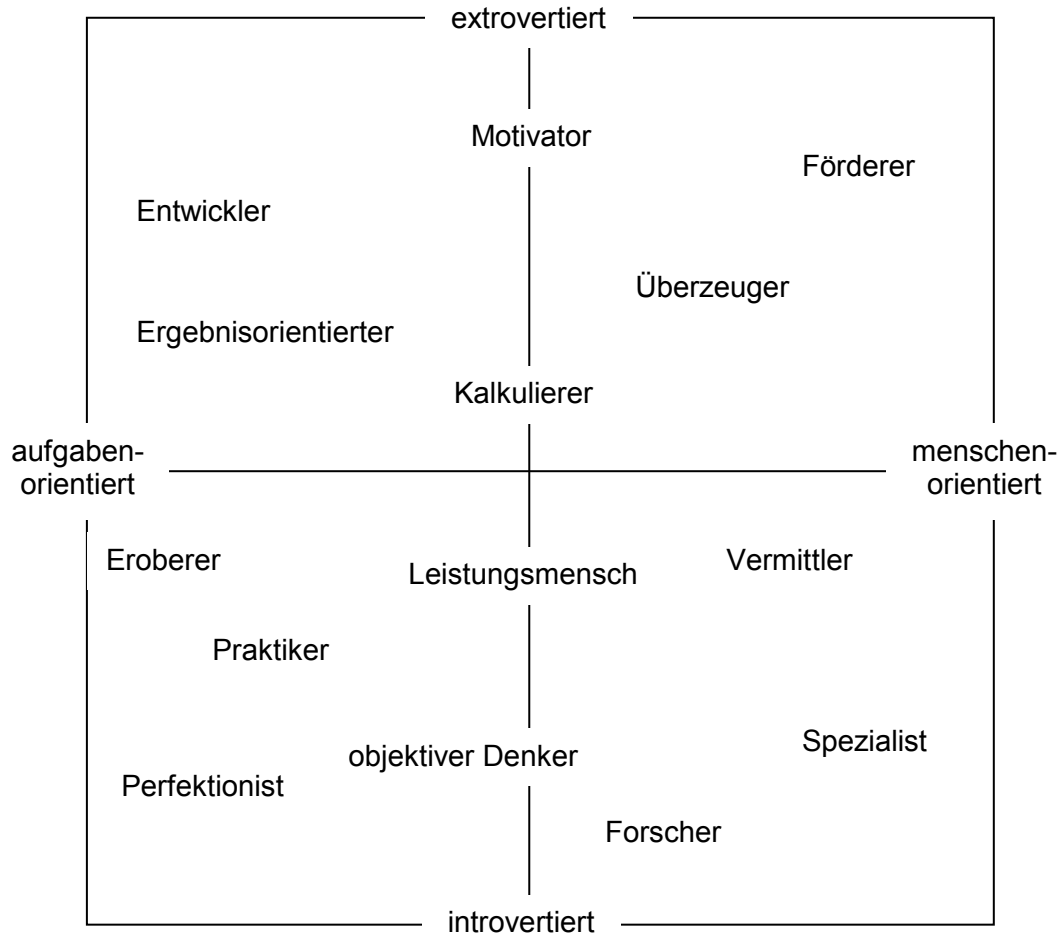 extrovertiert
Motivator
Förderer
Entwickler
Überzeuger
Ergebnisorientierter
Kalkulierer
aufgaben-
orientiert
menschen-
orientiert
Eroberer
Leistungsmensch
Vermittler
Praktiker
Spezialist
objektiver Denker
Perfektionist
Forscher
introvertiert